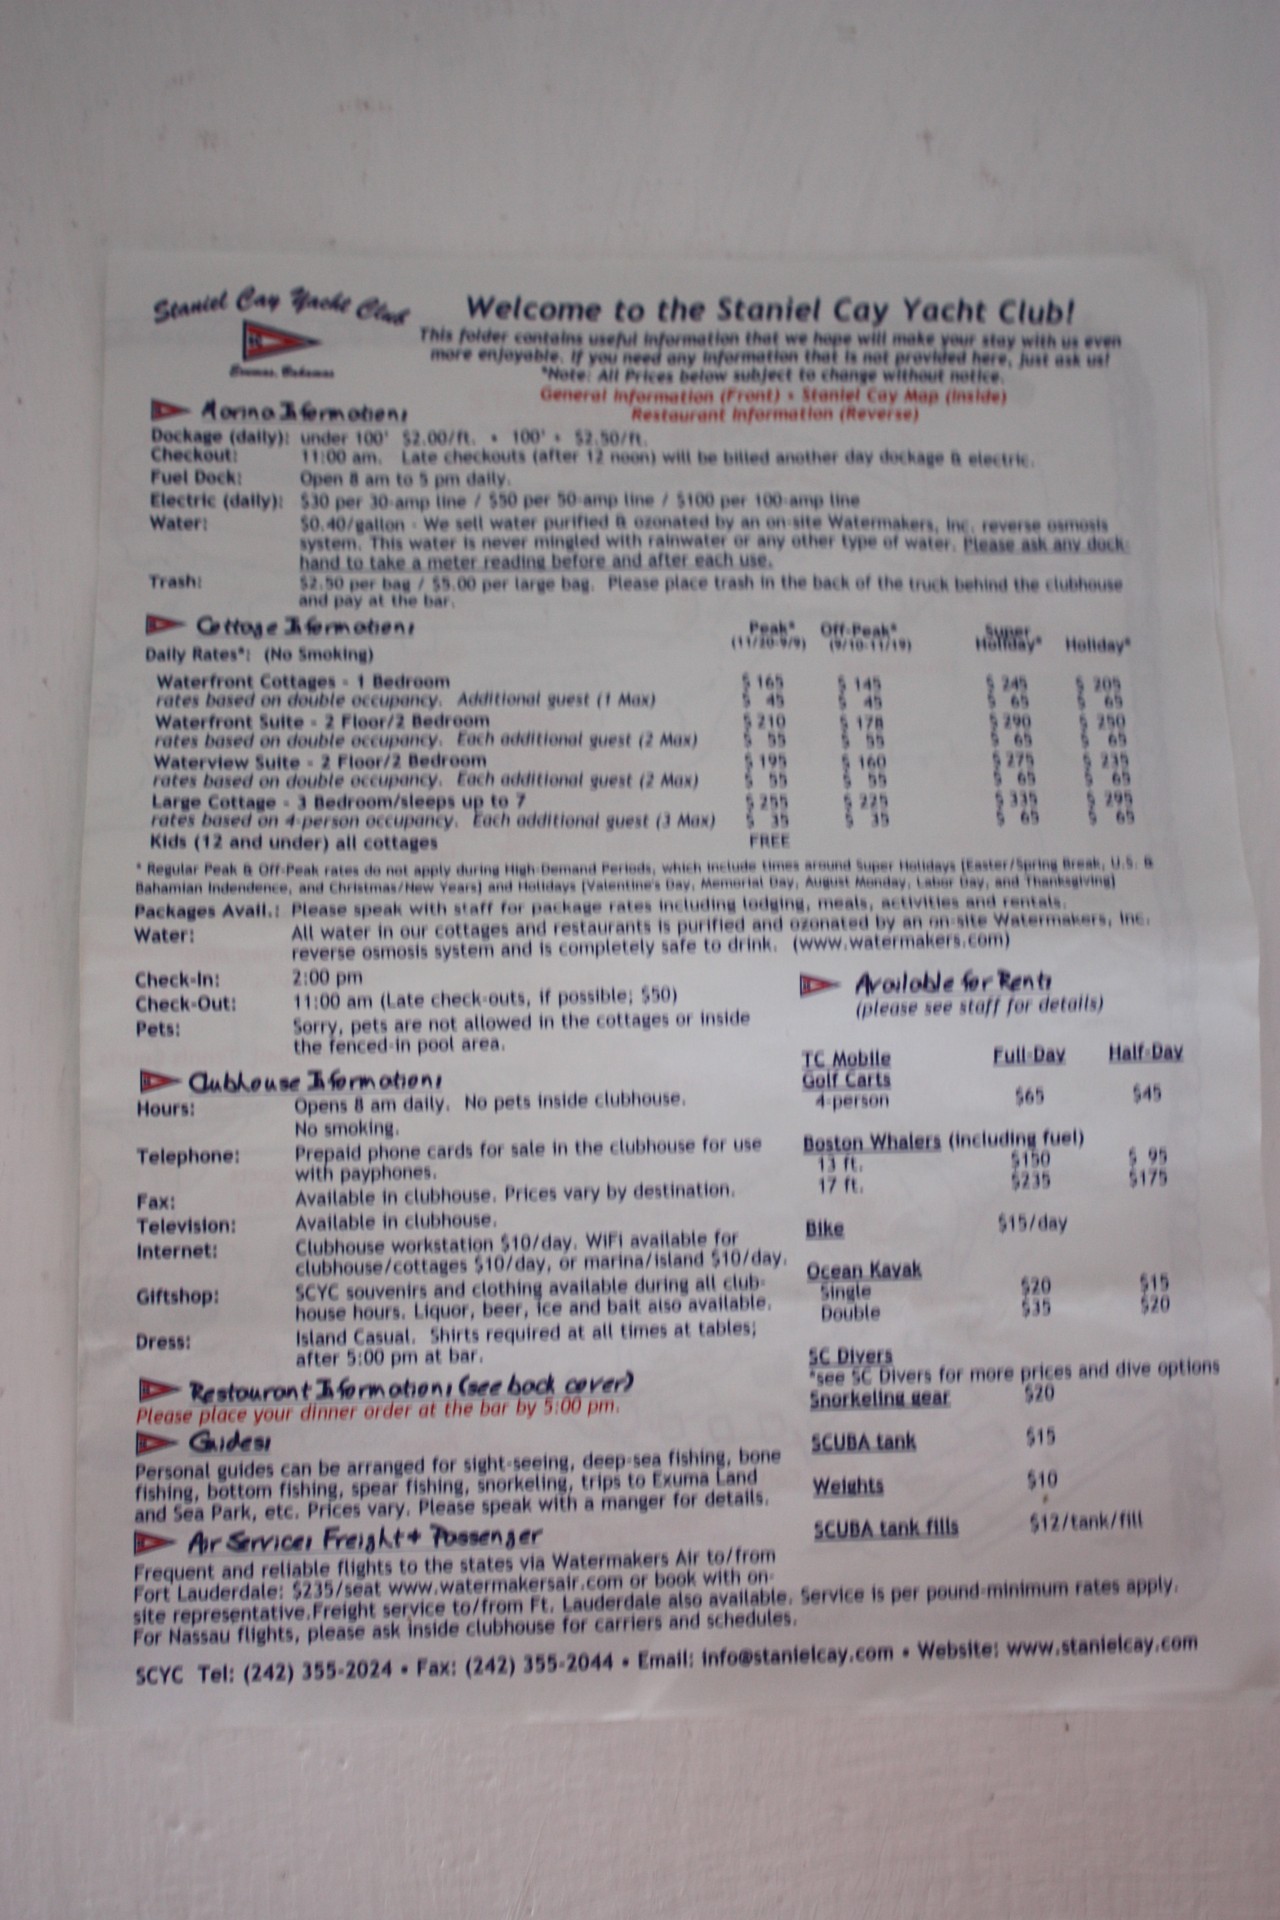 Staniel Cay Yacht Club
Exumas, Bahamas
Welcome to the Staniel Cay Yacht Club!
This folder contains useful information that we hope will make your stay with us even
more enjoyable. If you need any information that is not provided here, just ask us!
*Note: All Prices below subject to change without notice.
General Information (Front) • Staniel Cay Map (Inside)
Restaurant Information (Reverse)
Marina Information:
Dockage (daily): under 100' $2.00/ft. • 100' + $2.50/ft.
Checkout: 11:00 am. Late checkouts (after 12 noon) will be billed another day dockage & electric.
Fuel Dock: Open 8 am to 5 pm daily.
Electric (daily): $30 per 30-amp line / $50 per 50-amp line / $100 per 100-amp line
Water: $0.40/gallon - We sell water purified & ozonated by an on-site Watermakers, Inc. reverse osmosis
system. This water is never mingled with rainwater or any other type of water. Please ask any dock-
hand to take a meter reading before and after each use.
Trash: $2.50 per bag / $5.00 per large bag. Please place trash in the back of the truck behind the clubhouse
and pay at the bar.
Cottage Information: Peak* Off-Peak* Super Holiday* Holiday*
(11/20-9/9) (9/10-11/19)
Daily Rates*: (No Smoking)
Waterfront Cottages - 1 Bedroom $ 165 $ 145 $ 245 $ 205
rates based on double occupancy. Additional guest (1 Max) $ 45 $ 45 $ 65 $ 65
Waterfront Suite - 2 Floor/2 Bedroom $ 210 $ 178 $ 290 $ 250
rates based on double occupancy. Each additional guest (2 Max) $ 55 $ 55 $ 65 $ 65
Waterview Suite - 2 Floor/2 Bedroom $ 195 $ 160 $ 275 $ 235
rates based on double occupancy. Each additional guest (2 Max) $ 55 $ 55 $ 65 $ 65
Large Cottage - 3 Bedroom/sleeps up to 7 $ 255 $ 225 $ 335 $ 295
rates based on 4-person occupancy. Each additional guest (3 Max) $ 35 $ 35 $ 65 $ 65
Kids (12 and under) all cottages FREE
* Regular Peak & Off-Peak rates do not apply during High-Demand Periods, which include times around Super Holidays [Easter/Spring Break, U.S. &
Bahamian Indendence, and Christmas/New Years] and Holidays [Valentine's Day, Memorial Day, August Monday, Labor Day, and Thanksgiving]
Packages Avail.: Please speak with staff for package rates including lodging, meals, activities and rentals.
Water: All water in our cottages and restaurants is purified and ozonated by an on-site Watermakers, Inc.
reverse osmosis system and is completely safe to drink. (www.watermakers.com)
Check-In: 2:00 pm
Check-Out: 11:00 am (Late check-outs, if possible; $50)
Pets: Sorry, pets are not allowed in the cottages or inside
the fenced-in pool area.
Clubhouse Information:
Hours: Opens 8 am daily. No pets inside clubhouse.
No smoking.
Telephone: Prepaid phone cards for sale in the clubhouse for use
with payphones.
Fax: Available in clubhouse. Prices vary by destination.
Television: Available in clubhouse.
Internet: Clubhouse workstation $10/day. WiFi available for
clubhouse/cottages $10/day, or marina/island $10/day.
Giftshop: SCYC souvenirs and clothing available during all club-
house hours. Liquor, beer, ice and bait also available.
Dress: Island Casual. Shirts required at all times at tables;
after 5:00 pm at bar.
Restaurant Information: (see back cover)
Please place your dinner order at the bar by 5:00 pm.
Guides:
Personal guides can be arranged for sight-seeing, deep-sea fishing, bone
fishing, bottom fishing, spear fishing, snorkeling, trips to Exuma Land
and Sea Park, etc. Prices vary. Please speak with a manger for details.
Available for Rent:
(please see staff for details)
Full-Day Half-Day
TC Mobile
Golf Carts
4-person $65 $45
Boston Whalers (including fuel)
13 ft. $150 $ 95
17 ft. $235 $175
Bike $15/day
Ocean Kayak
Single $20 $15
Double $35 $20
SC Divers
*see SC Divers for more prices and dive options
Snorkeling gear $20
SCUBA tank $15
Weights $10
SCUBA tank fills $12/tank/fill
Air Service: Freight + Passenger
Frequent and reliable flights to the states via Watermakers Air to/from
Fort Lauderdale: $235/seat www.watermakersair.com or book with on-
site representative.Freight service to/from Ft. Lauderdale also available. Service is per pound-minimum rates apply.
For Nassau flights, please ask inside clubhouse for carriers and schedules.
SCYC Tel: (242) 355-2024 • Fax: (242) 355-2044 • Email: info@stanielcay.com • Website: www.stanielcay.com